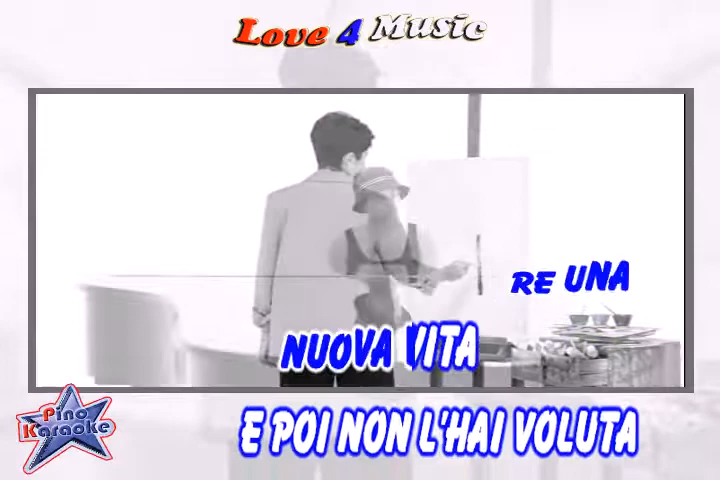 Love 4 Music
RE UNA
NUOVA VITA
E POI NON L'HAI VOLUTA
Pino
Karaoke